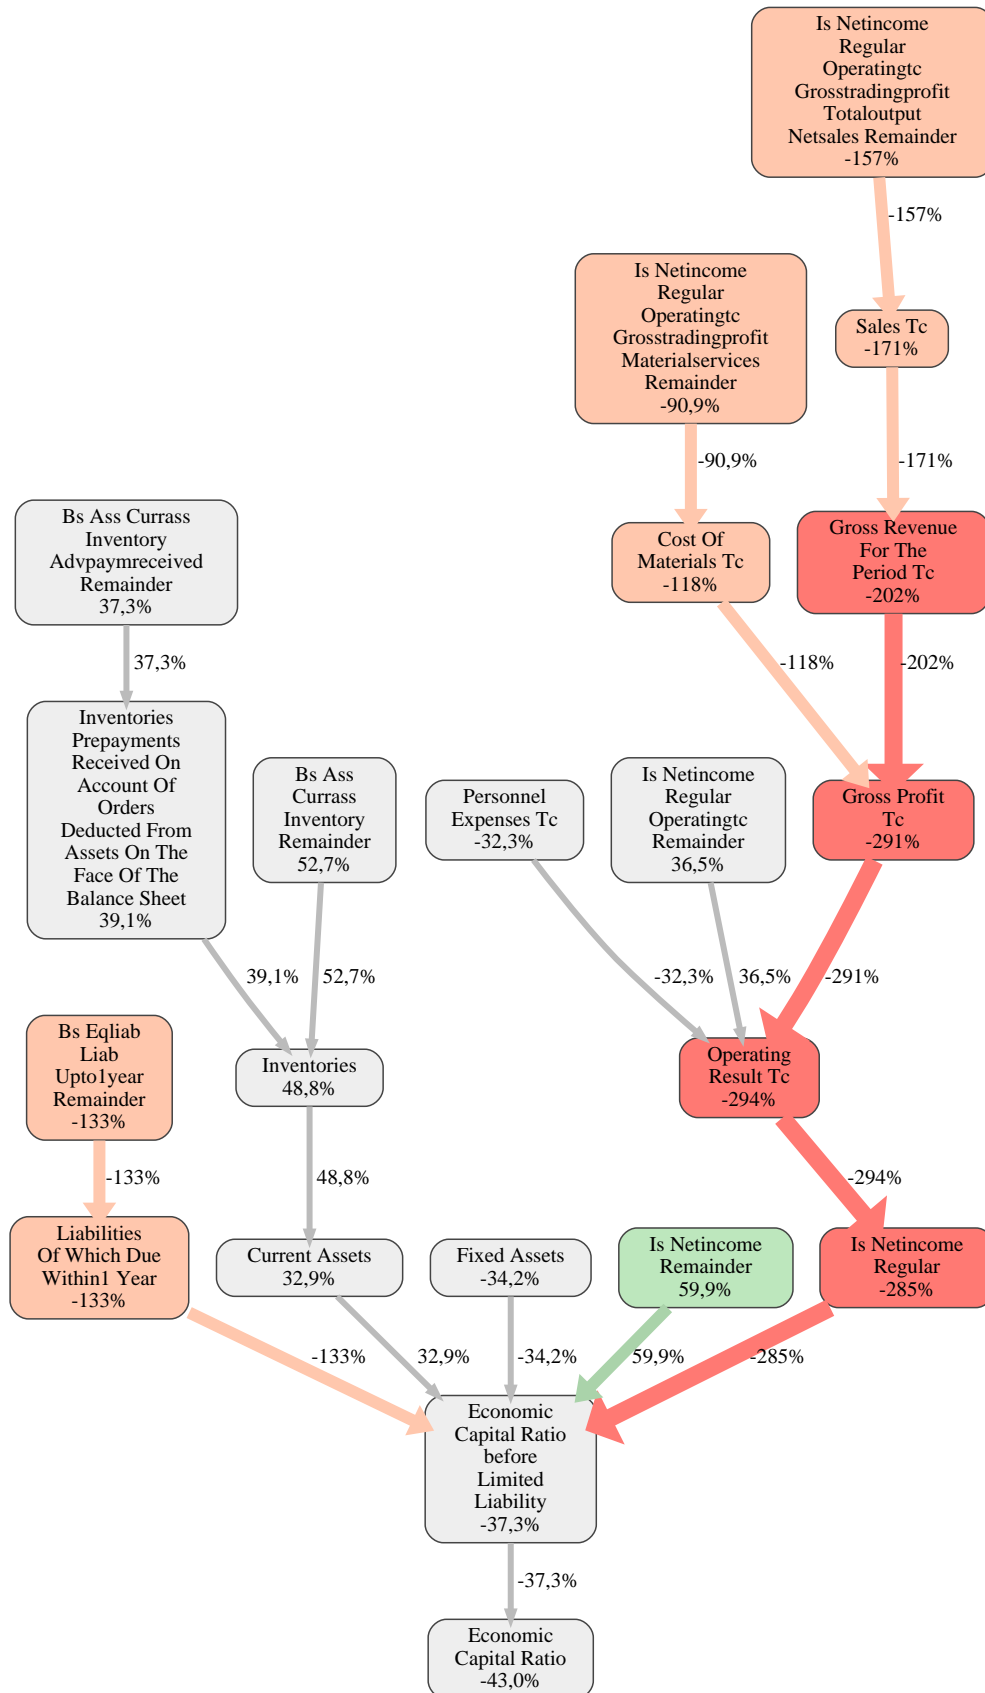 Is Netincome
Regular
Operatingtc
Grosstradingprofit
Totaloutput
Netsales Remainder
-157%
-157%
Is Netincome
Regular
Operatingtc
Grosstradingprofit
Materialservices
Remainder
-90,9%
Sales Tc
-171%
-90,9%
-171%
Bs Ass Currass
Inventory
Advpaymreceived
Remainder
37,3%
Cost Of
Materials Tc
-118%
Gross Revenue
For The
Period Tc
-202%
37,3%
-118%
-202%
Inventories
Prepayments
Received On
Account Of
Orders
Deducted From
Assets On The
Face Of The
Balance Sheet
39,1%
Bs Ass
Currass
Inventory
Remainder
52,7%
Personnel
Expenses Tc
-32,3%
Is Netincome
Regular
Operatingtc
Remainder
36,5%
Gross Profit
Tc
-291%
39,1%
52,7%
-32,3%
36,5%
-291%
Bs Eqliab
Liab
Upto1year
Remainder
-133%
Inventories
48,8%
Operating
Result Tc
-294%
-133%
48,8%
-294%
Liabilities
Of Which Due
Within1 Year
-133%
Current Assets
32,9%
Fixed Assets
-34,2%
Is Netincome
Remainder
59,9%
Is Netincome
Regular
-285%
-133%
32,9%
-34,2%
59,9%
-285%
Economic
Capital Ratio
before
Limited
Liability
-37,3%
-37,3%
Economic
Capital Ratio
-43,0%